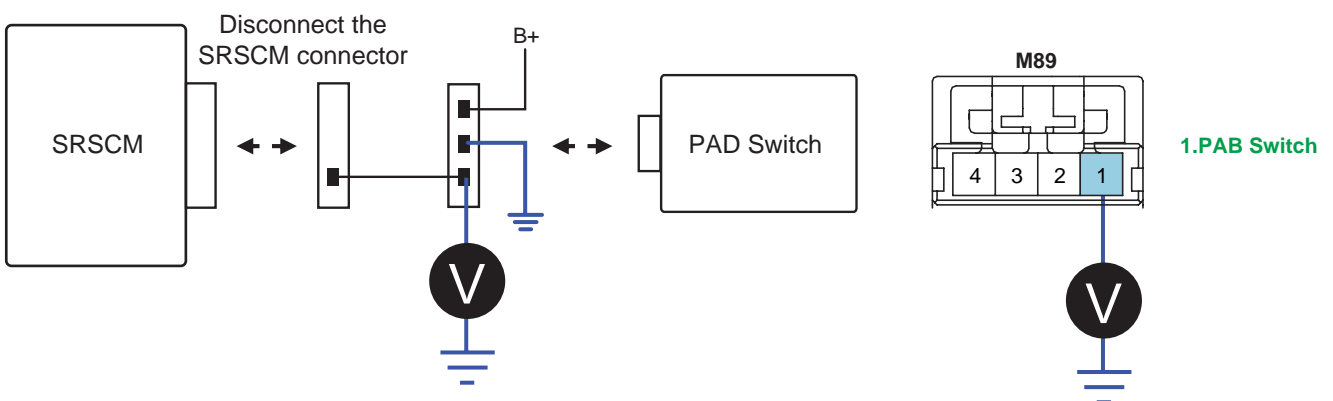 Disconnect the
SRSCM connector
B+
M89
SRSCM
PAD Switch
1.PAB Switch
4 3 2 1
V
V